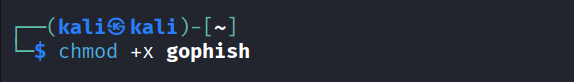 ┌──(kali㉿kali)-[~]
└─$ chmod +x gophish